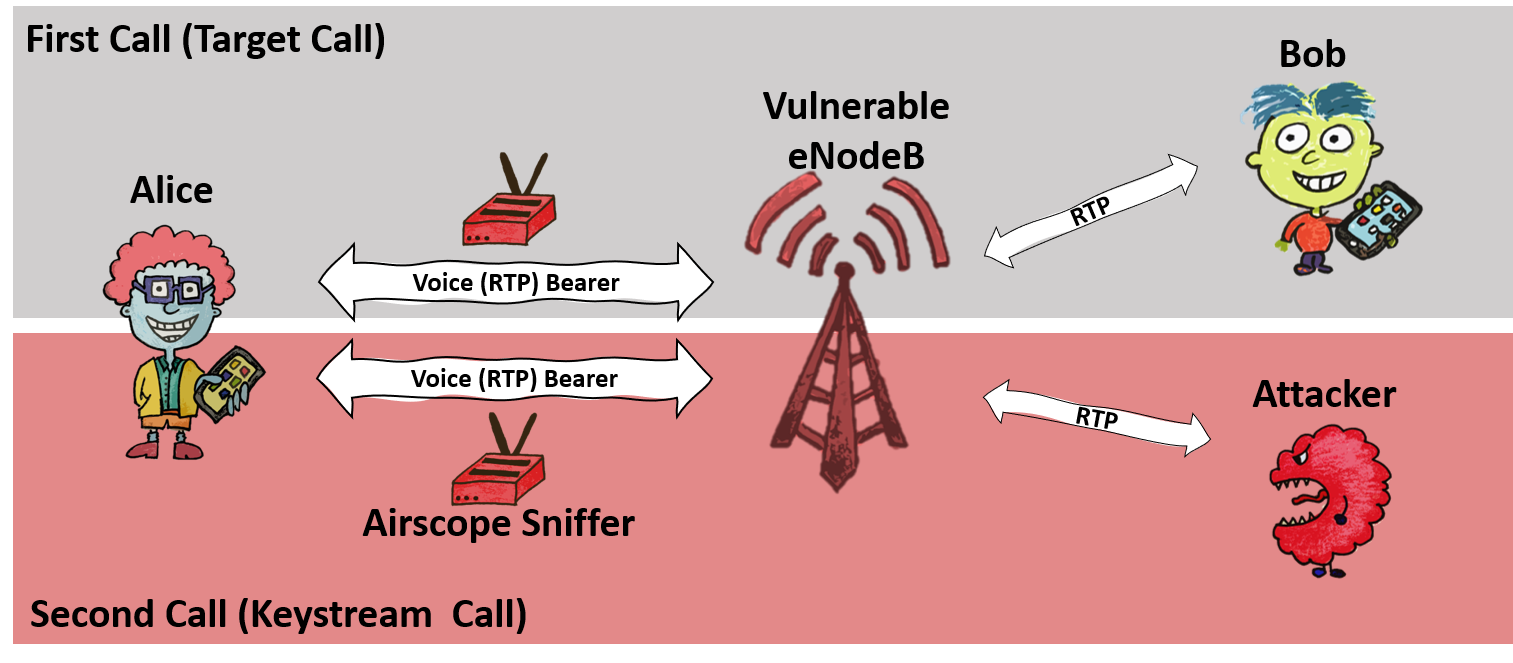 First Call (Target Call)
Bob
Vulnerable
eNodeB
Alice
RTP
Voice (RTP) Bearer
Voice (RTP) Bearer
Attacker
RTP
Airscope Sniffer
Second Call (Keystream  Call)